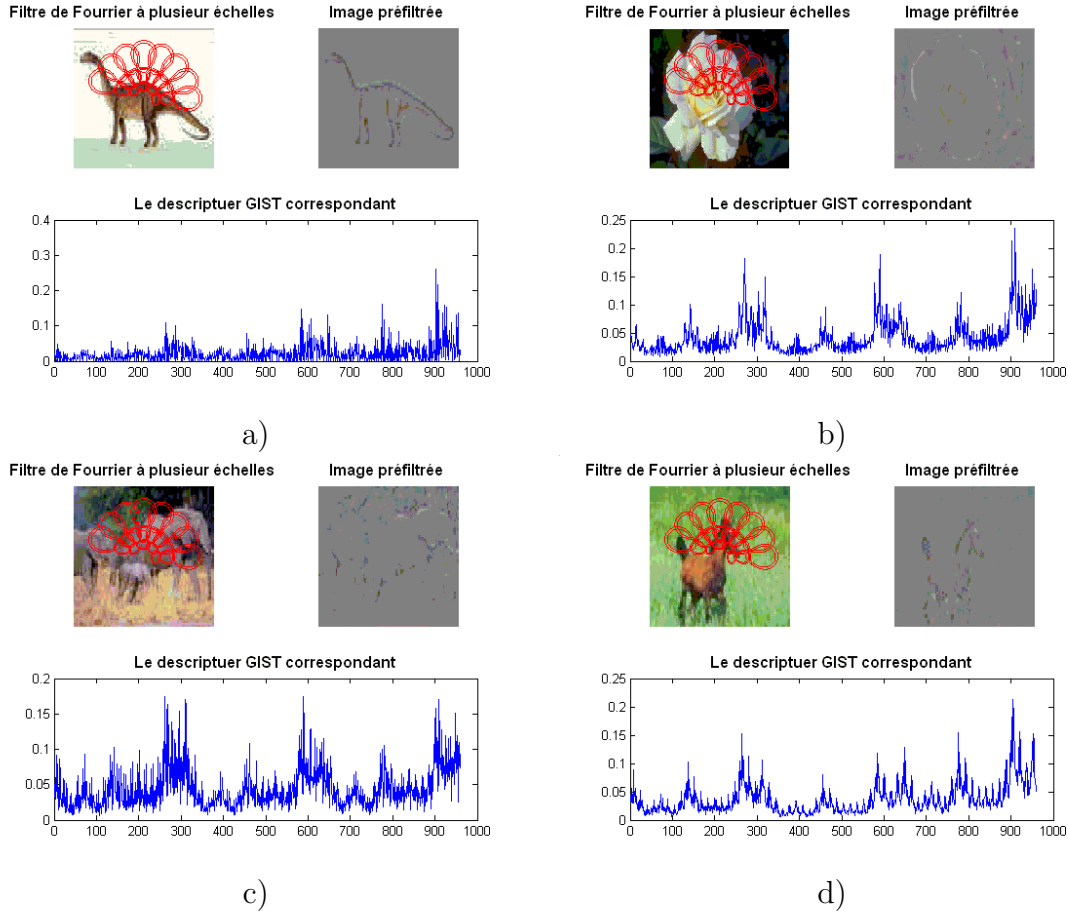 Filtre de Fourrier à plusieur échelles
Image préfiltrée
Le descriptuer GIST correspondant
0.4
0.3
0.2
0.1
0
0 100 200 300 400 500 600 700 800 900 1000
a)
Filtre de Fourrier à plusieur échelles
Image préfiltrée
Le descriptuer GIST correspondant
0.25
0.2
0.15
0.1
0.05
0
0 100 200 300 400 500 600 700 800 900 1000
b)
Filtre de Fourrier à plusieur échelles
Image préfiltrée
Le descriptuer GIST correspondant
0.2
0.15
0.1
0.05
0
0 100 200 300 400 500 600 700 800 900 1000
c)
Filtre de Fourrier à plusieur échelles
Image préfiltrée
Le descriptuer GIST correspondant
0.25
0.2
0.15
0.1
0.05
0
0 100 200 300 400 500 600 700 800 900 1000
d)